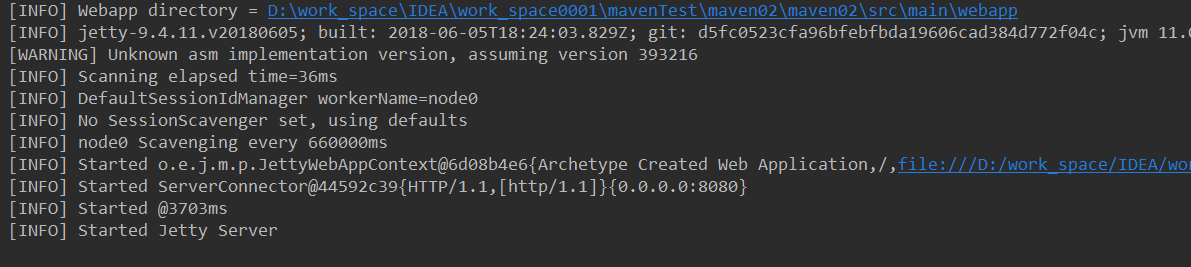 [INFO] Webapp directory = D:\work_space\IDEA\work_space0001\mavenTest\maven02\maven02\src\main\webapp
[INFO] jetty-9.4.11.v20180605; built: 2018-06-05T18:24:03.829Z; git: d5fc0523cfa96bfebfbda19606cad384d772f04c; jvm 11.
[WARNING] Unknown asm implementation version, assuming version 393216
[INFO] Scanning elapsed time=36ms
[INFO] DefaultSessionIdManager workerName=node0
[INFO] No SessionScavenger set, using defaults
[INFO] node0 Scavenging every 660000ms
[INFO] Started o.e.j.m.p.JettyWebAppContext@6d08b4e6{Archetype Created Web Application,/,file:///D:/work_space/IDEA/wo
[INFO] Started ServerConnector@44592c39{HTTP/1.1,[http/1.1]}{0.0.0.0:8080}
[INFO] Started @3703ms
[INFO] Started Jetty Server